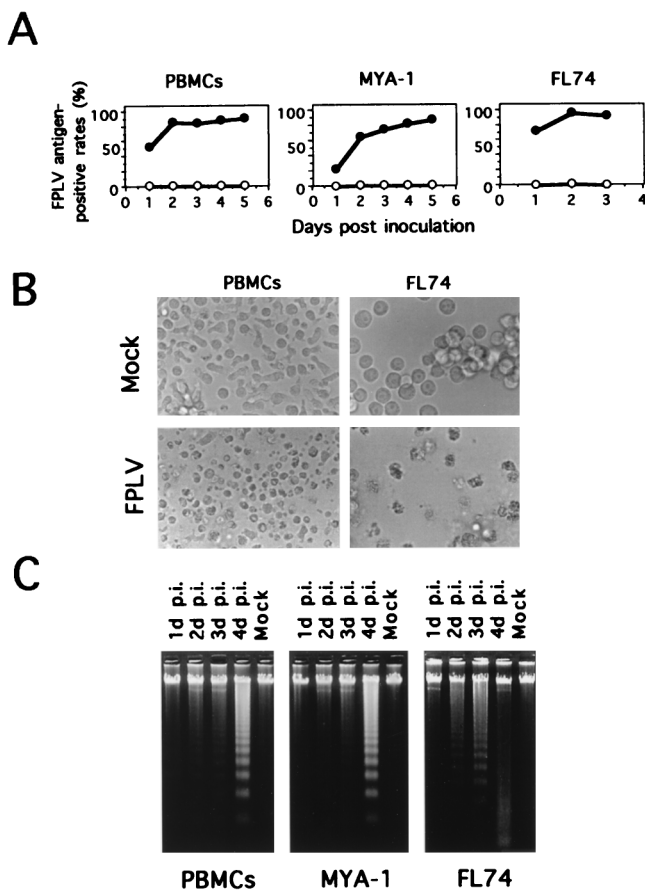 A
PBMCs MYA-1 FL74
FPLV antigen-
positive rates (%)
100 100 100
50 50 50
0 0 0
0 1 2 3 4 5 6 0 1 2 3 4 5 6 0 1 2 3 4
Days post inoculation
B
PBMCs FL74
Mock
FPLV
C
1d p.i. 2d p.i. 3d p.i. 4d p.i. Mock 1d p.i. 2d p.i. 3d p.i. 4d p.i. Mock 1d p.i. 2d p.i. 3d p.i. 4d p.i. Mock
PBMCs MYA-1 FL74